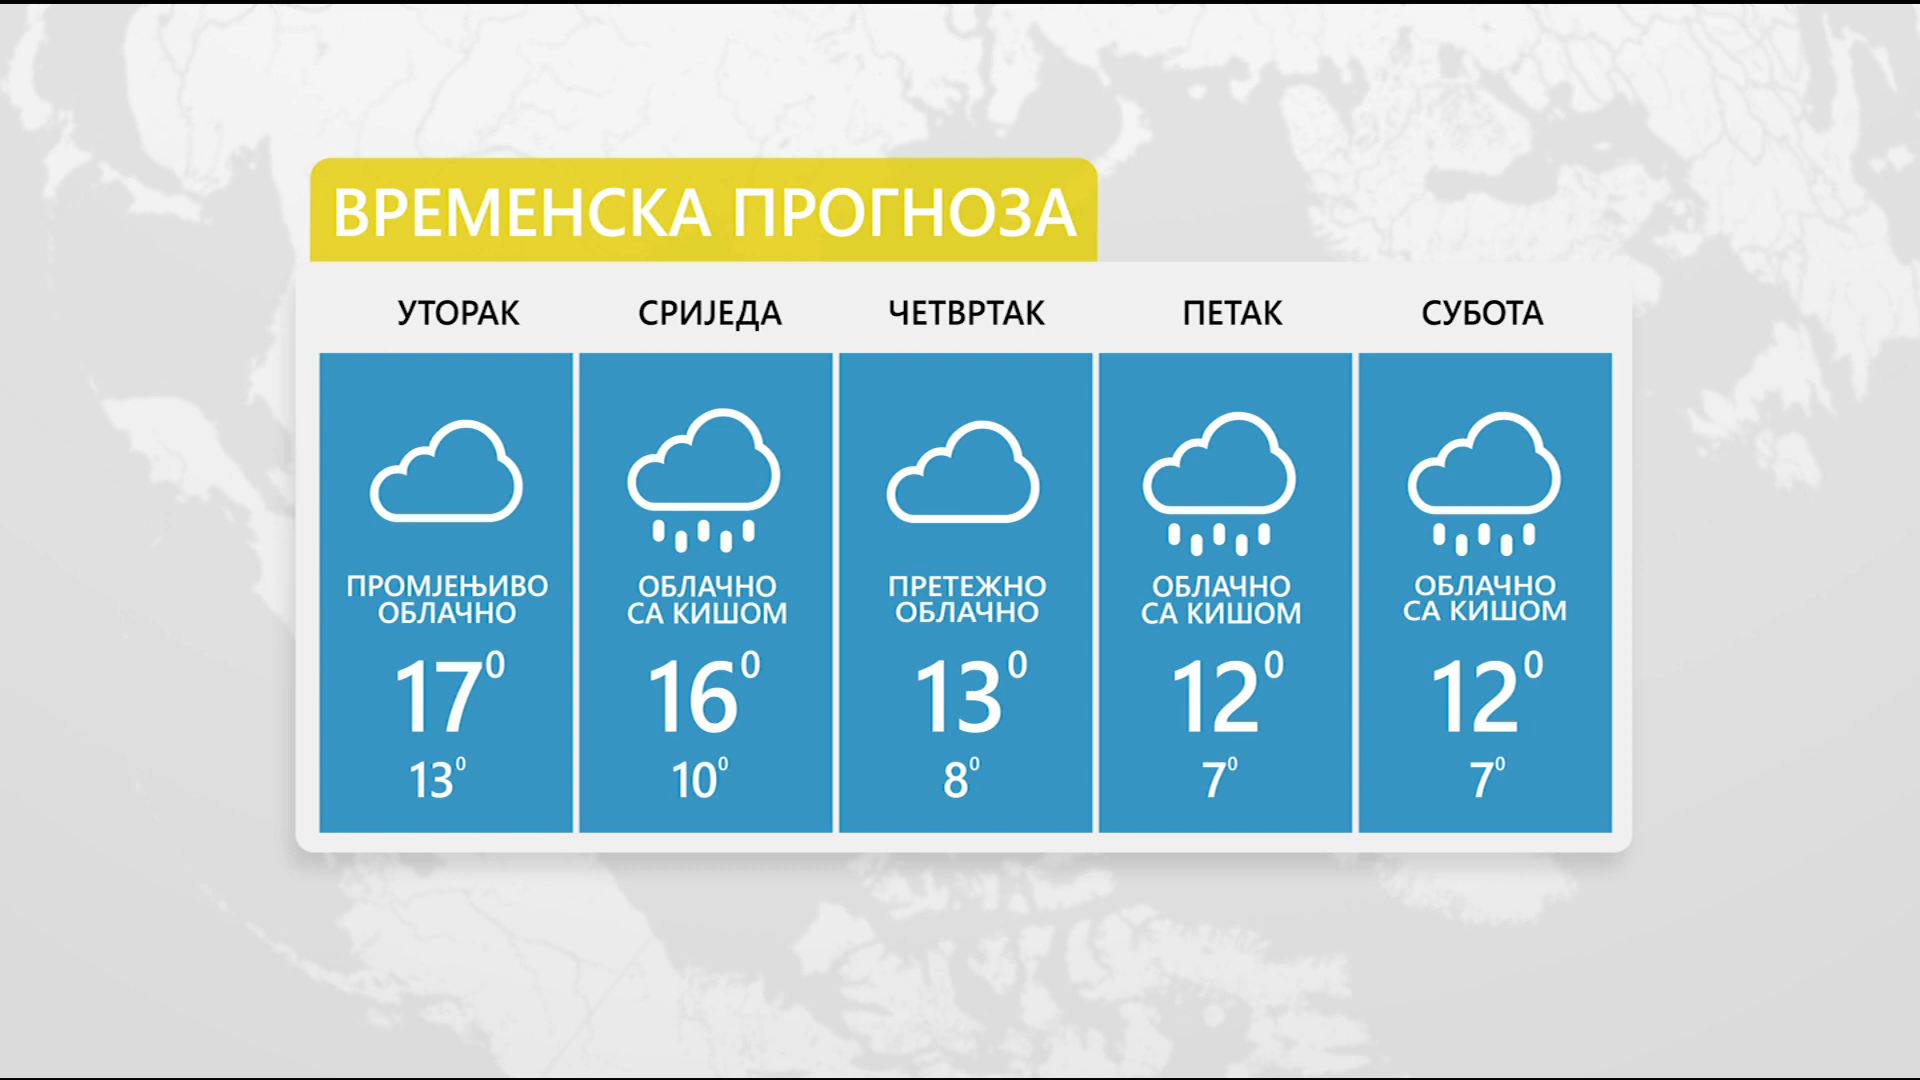 ВРЕМЕНСКА ПРОГНОЗА
УТОРАК
ПРОМЈЕЊИВО
ОБЛАЧНО
17⁰
13⁰
СРИЈЕДА
ОБЛАЧНО
СА КИШОМ
16⁰
10⁰
ЧЕТВРТАК
ПРЕТЕЖНО
ОБЛАЧНО
13⁰
8⁰
ПЕТАК
ОБЛАЧНО
СА КИШОМ
12⁰
7⁰
СУБОТА
ОБЛАЧНО
СА КИШОМ
12⁰
7⁰